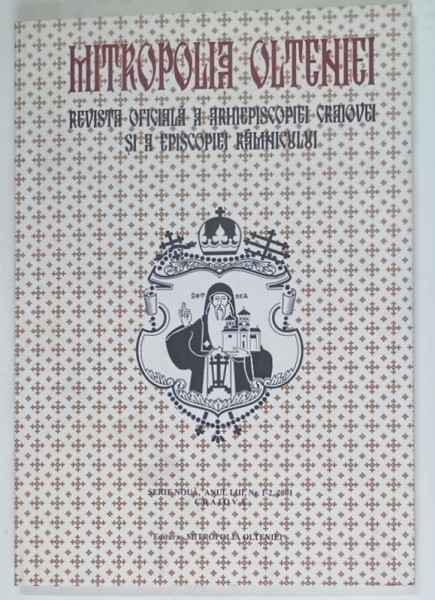 MITROPOLIA OLTENIEI
REVISTA OFICIALĂ A ARHIEPISCOPIEI CRAIOVEI
ȘI A EPISCOPIEI RÂMNICULUI
SERIE NOUĂ, ANUL LIII, Nr. 1-2, 2001
CRAIOVA
Editura: MITROPOLIA OLTENIEI